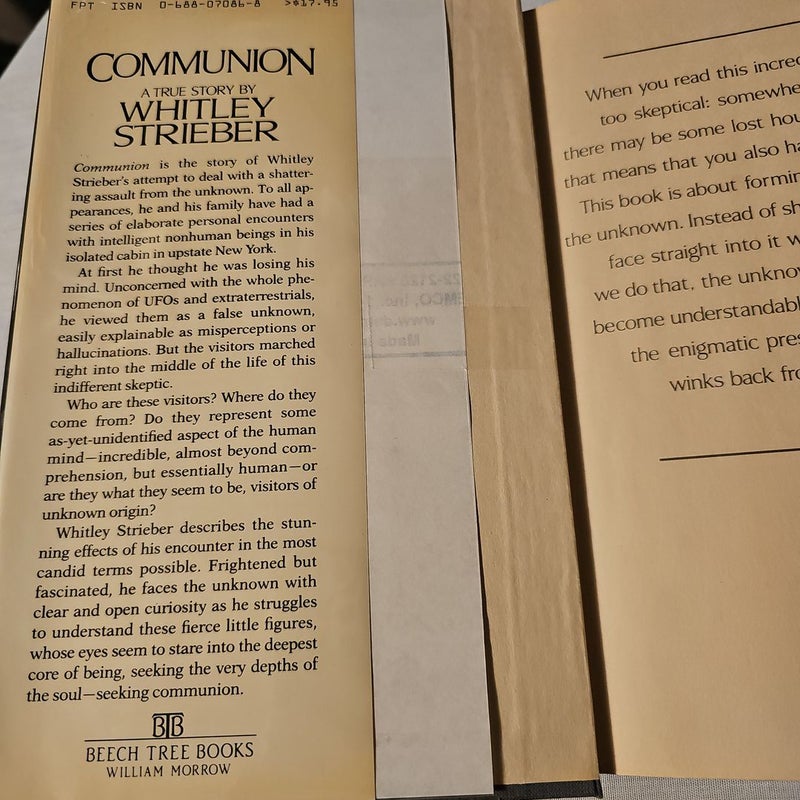 FPT ISBN 0-688-07086-8 >$17.95
COMMUNION
A TRUE STORY BY
WHITLEY
STRIEBER
Communion is the story of Whitley
Strieber's attempt to deal with a shatter-
ing assault from the unknown. To all ap-
pearances, he and his family have had a
series of elaborate personal encounters
with intelligent nonhuman beings in his
isolated cabin in upstate New York.
At first he thought he was losing his
mind. Unconcerned with the whole phe-
nomenon of UFOs and extraterrestrials,
he viewed them as a false unknown,
easily explainable as misperceptions or
hallucinations. But the visitors marched
right into the middle of the life of this
indifferent skeptic.
Who are these visitors? Where do they
come from? Do they represent some
as-yet-unidentified aspect of the human
mind—incredible, almost beyond com-
prehension, but essentially human—or
are they what they seem to be, visitors of
unknown origin?
Whitley Strieber describes the stun-
ning effects of his encounter in the most
candid terms possible. Frightened but
fascinated, he faces the unknown with
clear and open curiosity as he struggles
to understand these fierce little figures,
whose eyes seem to stare into the deepest
core of being, seeking the very depths of
the soul—seeking communion.
BTB
BEECH TREE BOOKS
WILLIAM MORROW
When you read this incre
too skeptical: somewhe
there may be some lost hou
that means that you also ha
This book is about formin
the unknown. Instead of sh
face straight into it w
we do that, the unkno
become understandabl
the enigmatic pres
winks back fro